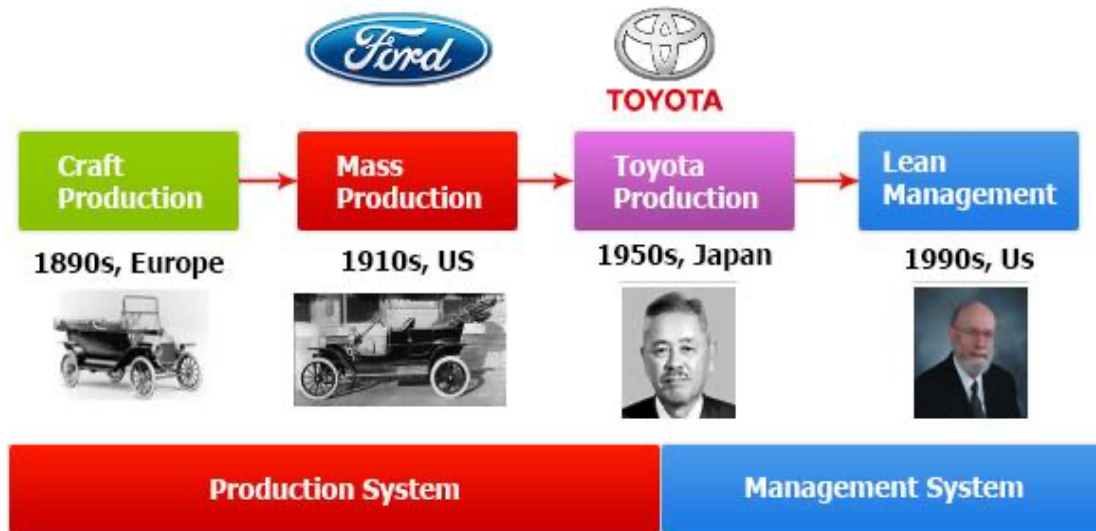 Ford
TOYOTA
Craft
Production
Mass
Production
Toyota
Production
Lean
Management
1890s, Europe
1910s, US
1950s, Japan
1990s, Us
Production System
Management System